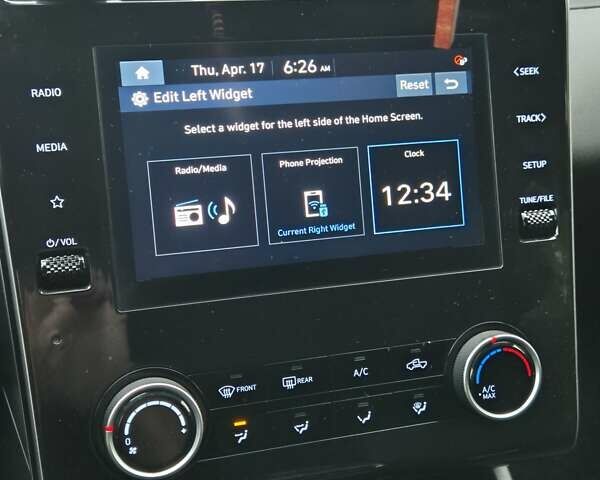 Thu, Apr. 17 6:26 AM
Edit Left Widget Reset
Select a widget for the left side of the Home Screen.
Radio/Media
Phone Projection
Current Right Widget
Clock
12:34
RADIO
MEDIA
/VOL
SEEK
TRACK
SETUP
TUNE/FILE
FRONT
REAR
A/C
0
A/C
MAX